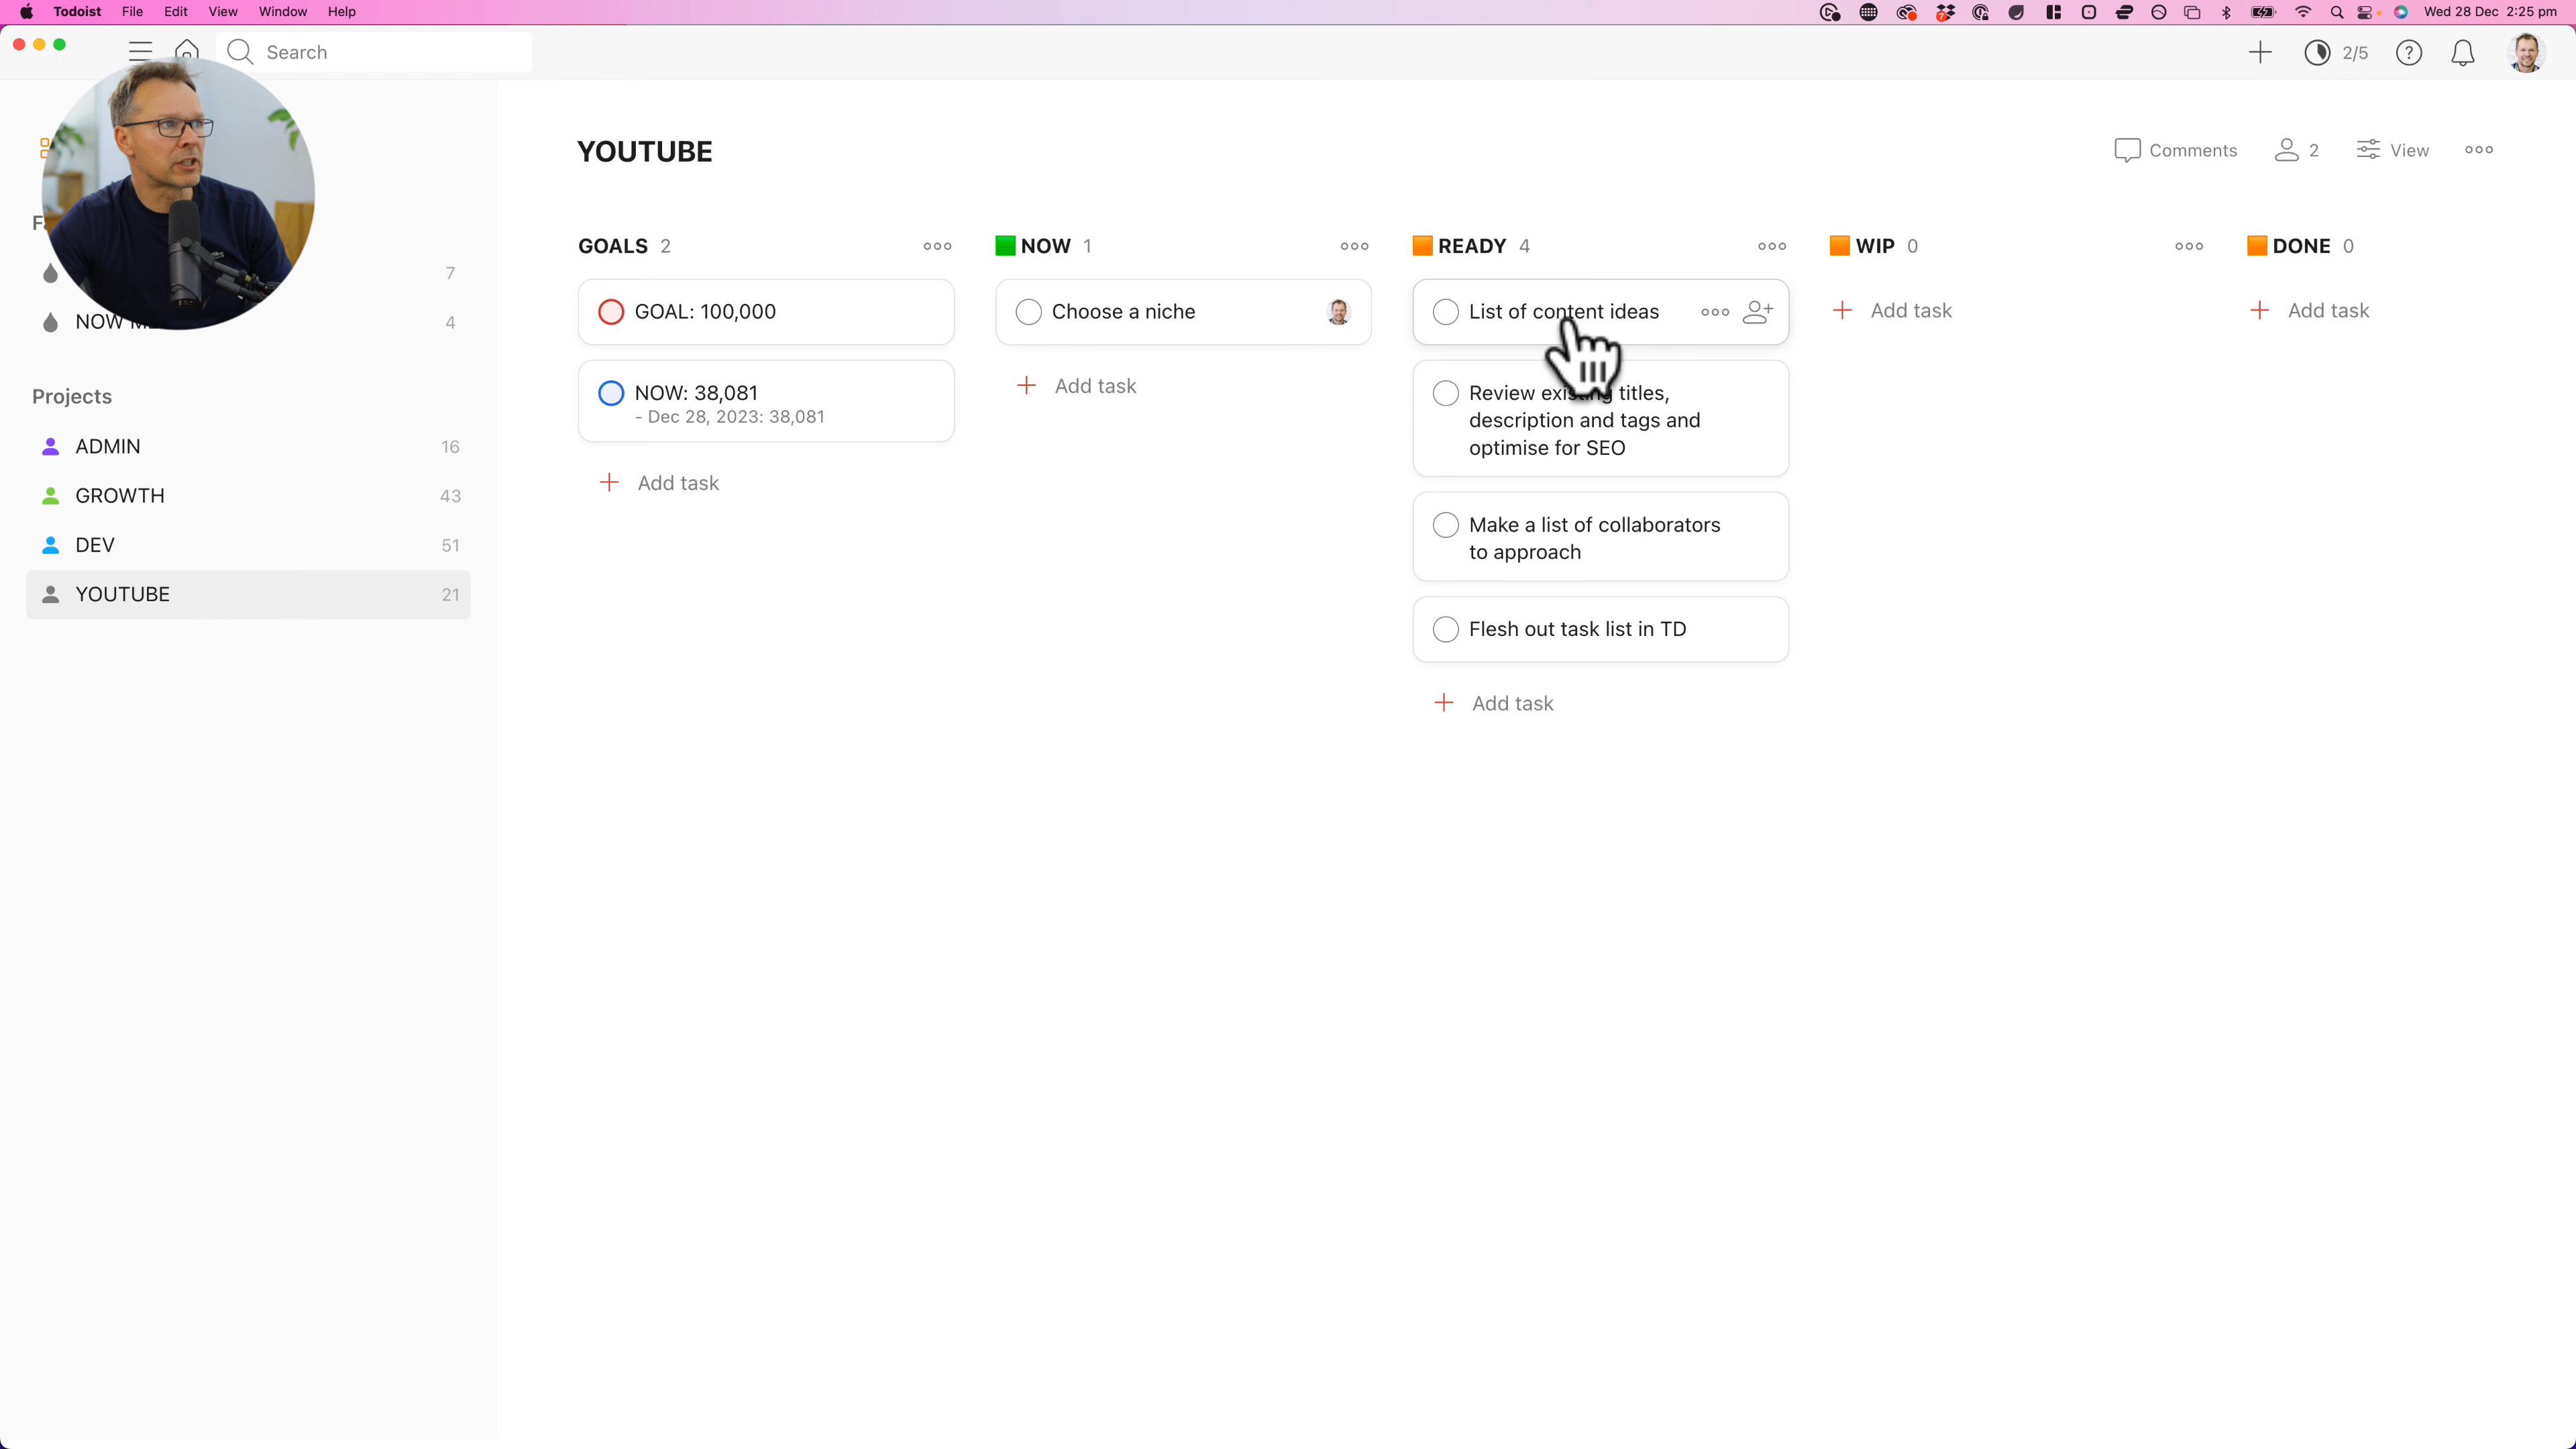 Todoist File Edit View Window Help
7
Wed 28 Dec 2:25 pm
Search
2/5
7
4
Projects
ADMIN 16
GROWTH 43
DEV 51
YOUTUBE 21
YOUTUBE
Comments
2
View
GOALS 2
GOAL: 100,000
NOW: 38,081
- Dec 28, 2023: 38,081
Add task
NOW 1
Choose a niche
Add task
READY 4
List of content ideas
Review existing titles,
description and tags and
optimise for SEO
Make a list of collaborators
to approach
Flesh out task list in TD
Add task
WIP 0
Add task
DONE 0
Add task